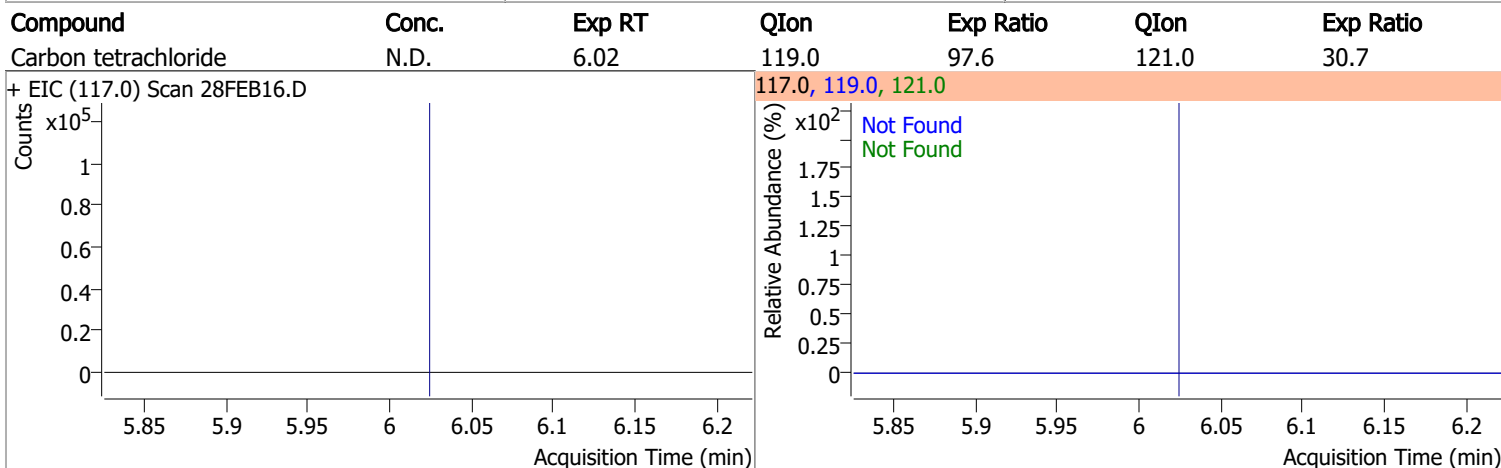 Compound Conc. Exp RT QIon Exp Ratio QIon Exp Ratio
Carbon tetrachloride N.D. 6.02 119.0 97.6 121.0 30.7
+ EIC (117.0) Scan 28FEB16.D
Counts
x10⁵
1
0.8
0.6
0.4
0.2
0
5.85 5.9 5.95 6 6.05 6.1 6.15 6.2
Acquisition Time (min)
117.0, 119.0, 121.0
Relative Abundance (%)
x10²
Not Found
Not Found
1.75
1.5
1.25
1
0.75
0.5
0.25
0
5.85 5.9 5.95 6 6.05 6.1 6.15 6.2
Acquisition Time (min)